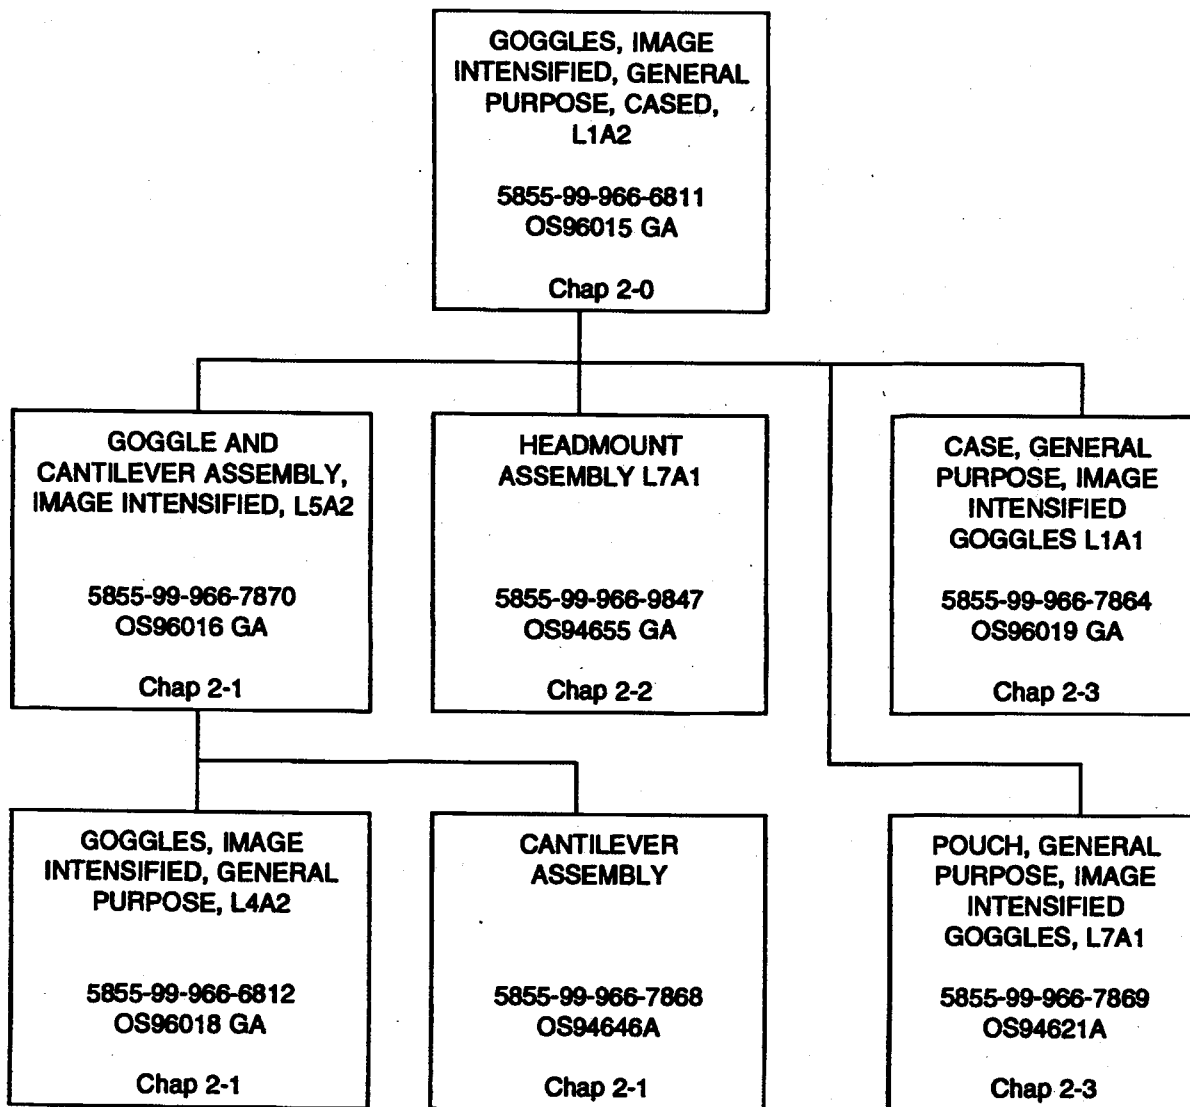 GOGGLES, IMAGE
INTENSIFIED, GENERAL
PURPOSE, CASED,
L1A2
5855-99-966-6811
OS96015 GA
Chap 2-0
GOGGLE AND
CANTILEVER ASSEMBLY,
IMAGE INTENSIFIED, L5A2
5855-99-966-7870
OS96016 GA
Chap 2-1
HEADMOUNT
ASSEMBLY L7A1
5855-99-966-9847
OS94655 GA
Chap 2-2
CASE, GENERAL
PURPOSE, IMAGE
INTENSIFIED
GOGGLES L1A1
5855-99-966-7864
OS96019 GA
Chap 2-3
GOGGLES, IMAGE
INTENSIFIED, GENERAL
PURPOSE, L4A2
5855-99-966-6812
OS96018 GA
Chap 2-1
CANTILEVER
ASSEMBLY
5855-99-966-7868
OS94646A
Chap 2-1
POUCH, GENERAL
PURPOSE, IMAGE
INTENSIFIED
GOGGLES, L7A1
5855-99-966-7869
OS94621A
Chap 2-3